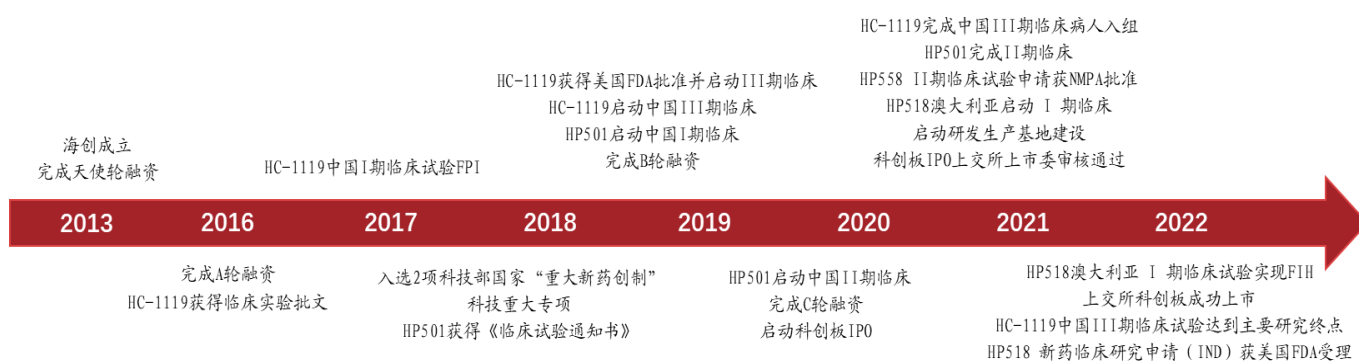 HC-1119完成中国III期临床病人入组
HP501完成II期临床
HP558 II期临床试验申请获NMPA批准
HP518澳大利亚启动 I 期临床
启动研发生产基地建设
科创板IPO上交所上市委审核通过
HC-1119获得美国FDA批准并启动III期临床
HC-1119启动中国III期临床
HP501启动中国I期临床
完成B轮融资
海创成立
完成天使轮融资
HC-1119中国I期临床试验FPI
2013 2016 2017 2018 2019 2020 2021 2022
完成A轮融资
HC-1119获得临床实验批文
入选2项科技部国家“重大新药创制”
科技重大专项
HP501获得《临床试验通知书》
HP501启动中国II期临床
完成C轮融资
启动科创板IPO
HP518澳大利亚 I 期临床试验实现FIH
上交所科创板成功上市
HC-1119中国III期临床试验达到主要研究终点
HP518 新药临床研究申请（IND）获美国FDA受理